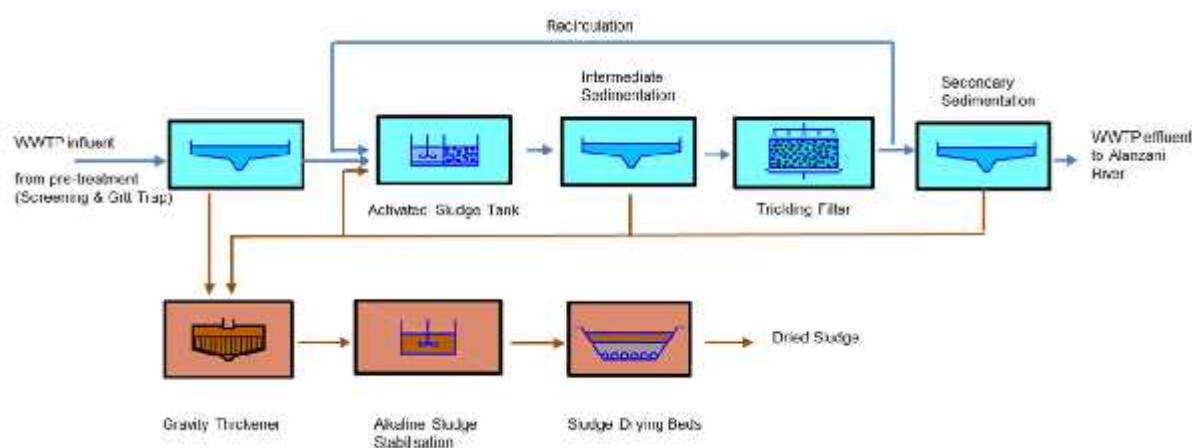 Recirculation
Intermediate
Sedimentation
Secondary
Sedimentation
WWTP influent
from pre-treatment
(Screening & Grit Trap)
WWTP effluent
to Alanzani
River
Activated Sludge Tank
Trickling Filter
Dried Sludge
Gravity Thickener
Alkaline Sludge
Stabilisation
Sludge Drying Beds